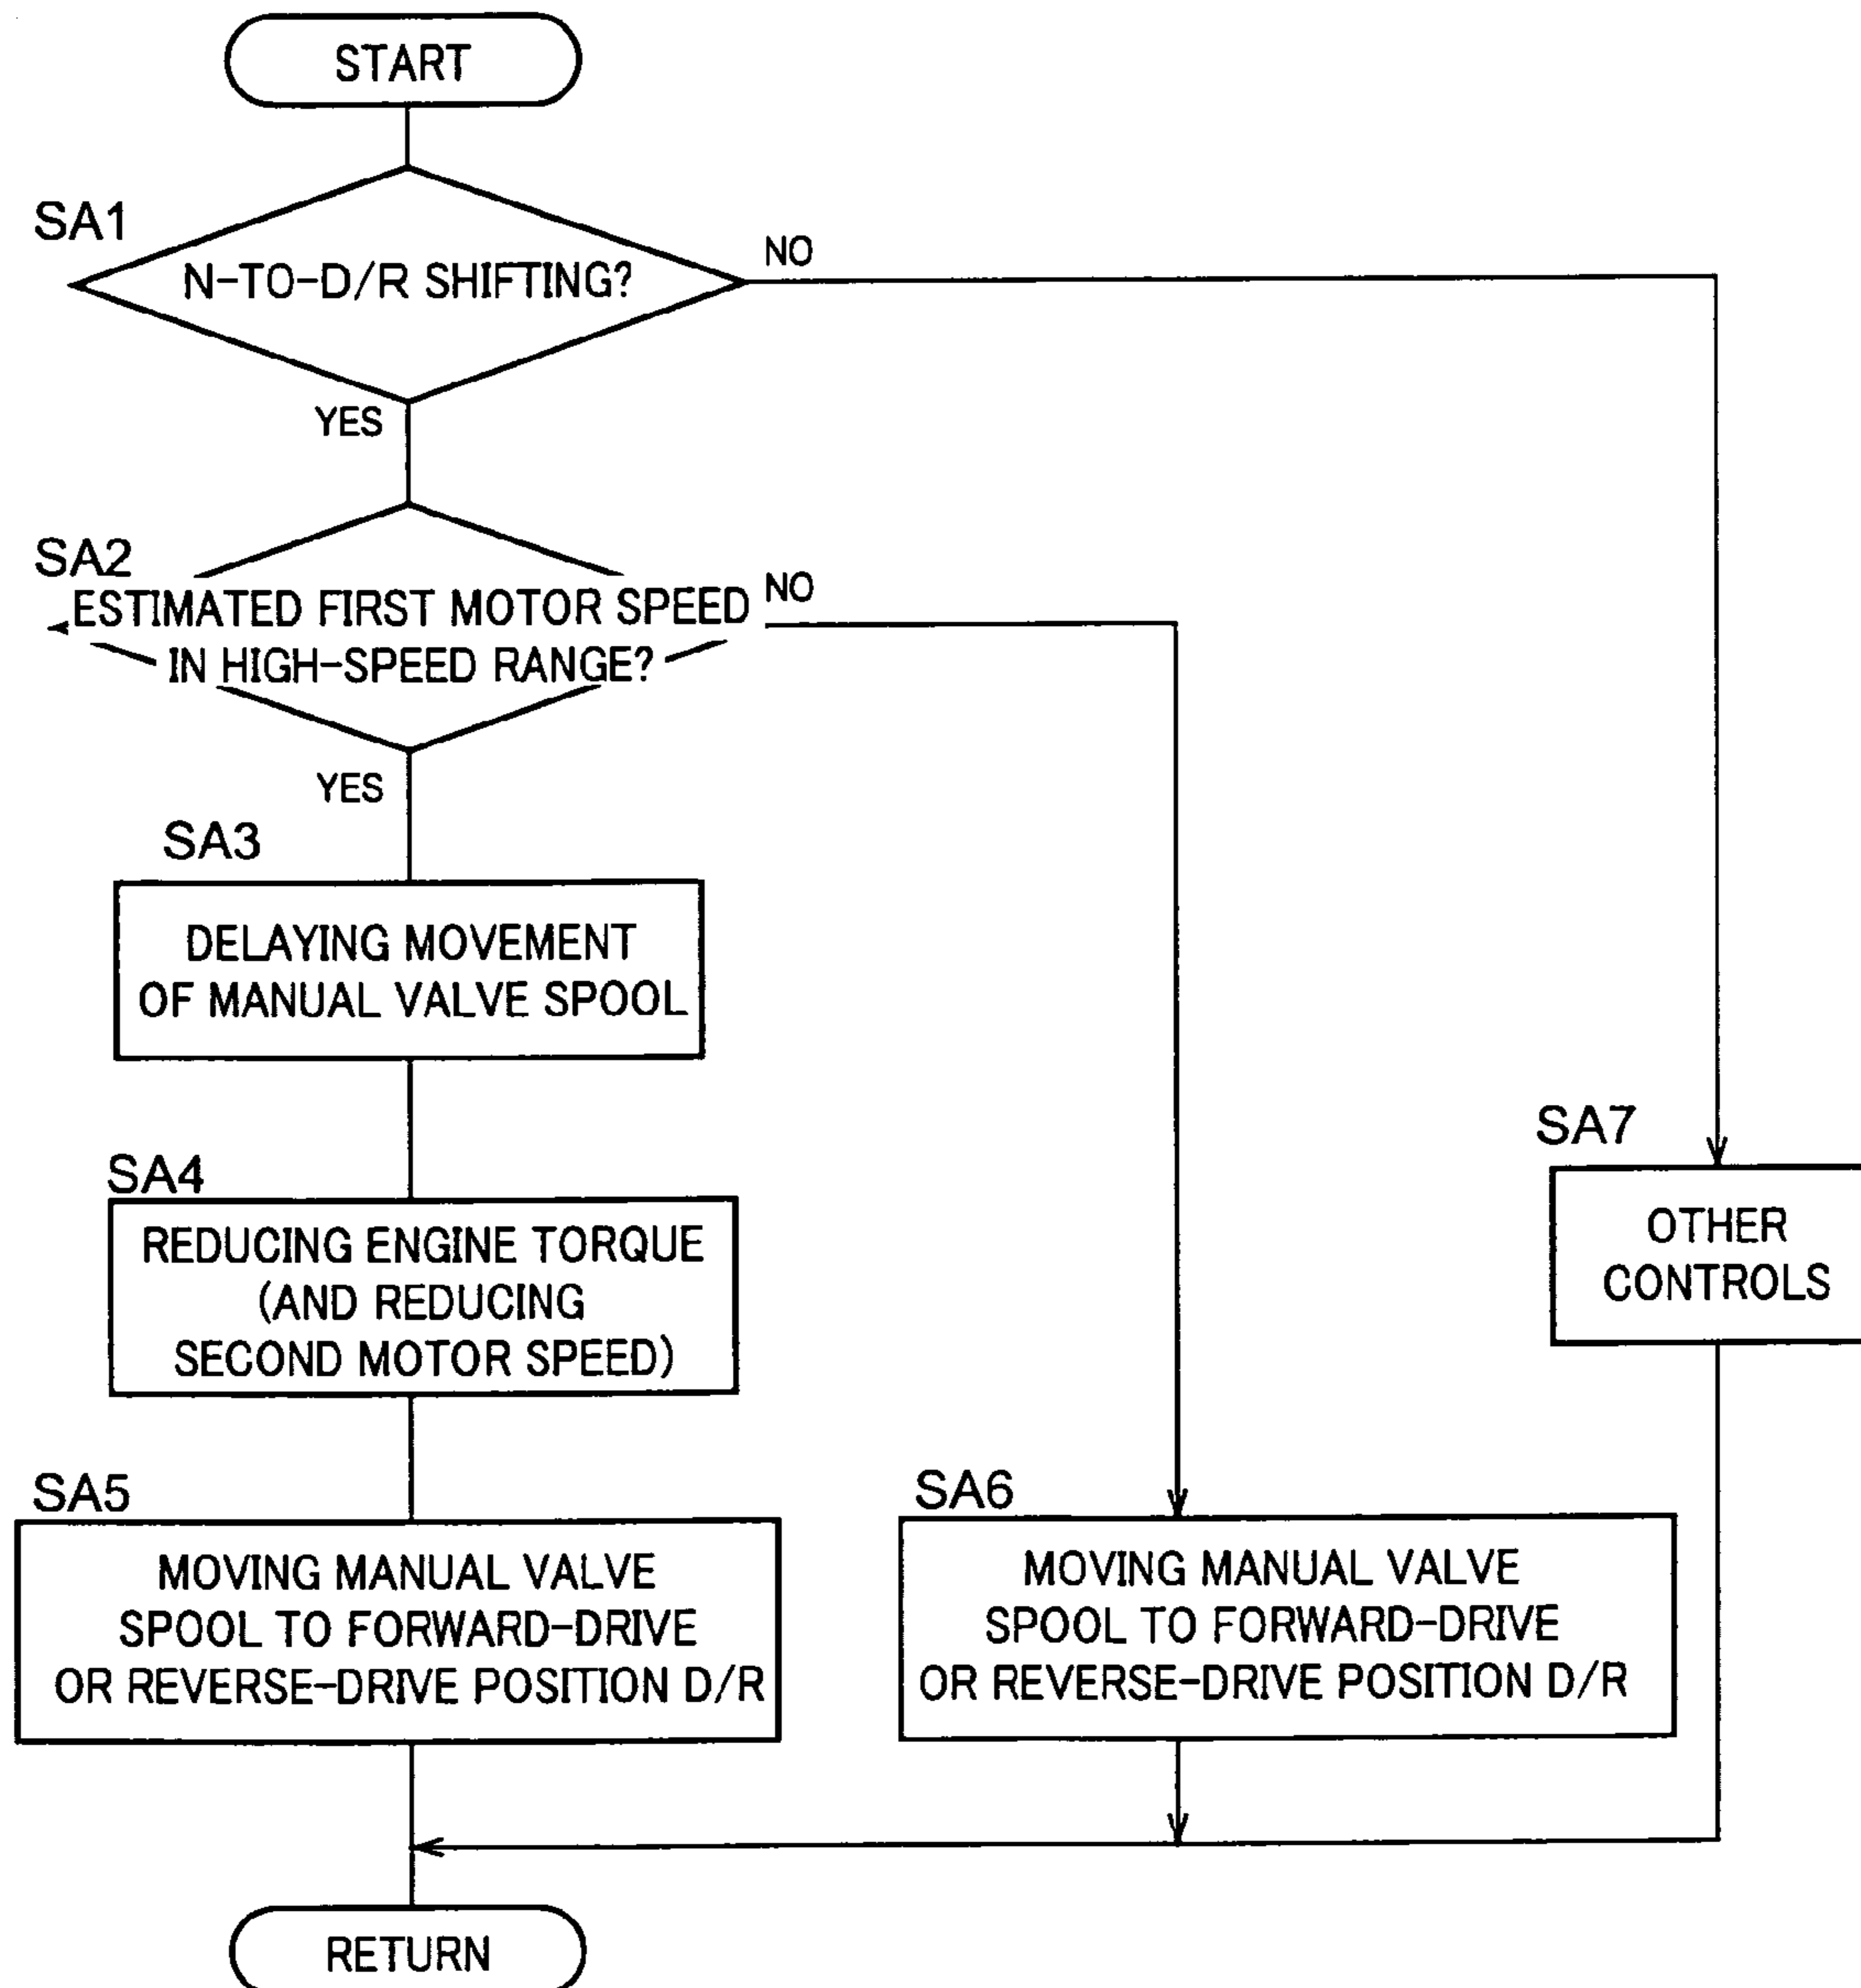 START
SA1
N-TO-D/R SHIFTING?
NO
YES
SA2
ESTIMATED FIRST MOTOR SPEED
IN HIGH-SPEED RANGE?
NO
YES
SA3
DELAYING MOVEMENT
OF MANUAL VALVE SPOOL
SA4
REDUCING ENGINE TORQUE
(AND REDUCING
SECOND MOTOR SPEED)
SA5
MOVING MANUAL VALVE
SPOOL TO FORWARD-DRIVE
OR REVERSE-DRIVE POSITION D/R
SA6
MOVING MANUAL VALVE
SPOOL TO FORWARD-DRIVE
OR REVERSE-DRIVE POSITION D/R
SA7
OTHER
CONTROLS
RETURN